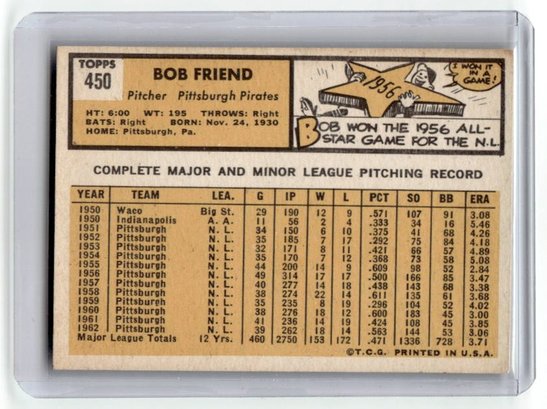 TOPPS
450
BOB FRIEND
Pitcher Pittsburgh Pirates
HT: 6:00 WT: 195 THROWS: Right
BATS: Right BORN: Nov. 24, 1930
HOME: Pittsburgh, Pa.
1956
I WON IT IN A GAME!
BOB WON THE 1956 ALL-
STAR GAME FOR THE N.L.
COMPLETE MAJOR AND MINOR LEAGUE PITCHING RECORD
YEAR TEAM LEA. G IP W L PCT SO BB ERA
1950 Waco Big St. 29 190 12 9 .571 107 91 3.08
1950 Indianapolis A. A. 11 56 2 4 .333 34 16 5.46
1951 Pittsburgh N. L. 34 150 6 10 .375 41 68 4.26
1952 Pittsburgh N. L. 35 185 7 17 .292 75 84 4.18
1953 Pittsburgh N. L. 32 171 8 11 .421 66 57 4.89
1954 Pittsburgh N. L. 35 170 7 12 .368 73 58 5.08
1955 Pittsburgh N. L. 44 200 14 9 .609 98 52 2.84
1956 Pittsburgh N. L. 49 314 17 17 .500 166 85 3.47
1957 Pittsburgh N. L. 40 277 14 18 .438 143 68 3.38
1958 Pittsburgh N. L. 38 274 22 14 .611 135 61 3.68
1959 Pittsburgh N. L. 35 235 8 19 .296 104 52 4.02
1960 Pittsburgh N. L. 38 276 18 12 .600 183 45 3.00
1961 Pittsburgh N. L. 41 236 14 19 .424 108 45 3.85
1962 Pittsburgh N. L. 39 262 18 14 .563 144 53 3.06
Major League Totals 12 Yrs. 460 2750 153 172 .471 1336 728 3.71
©T.C.G. PRINTED IN U.S.A.